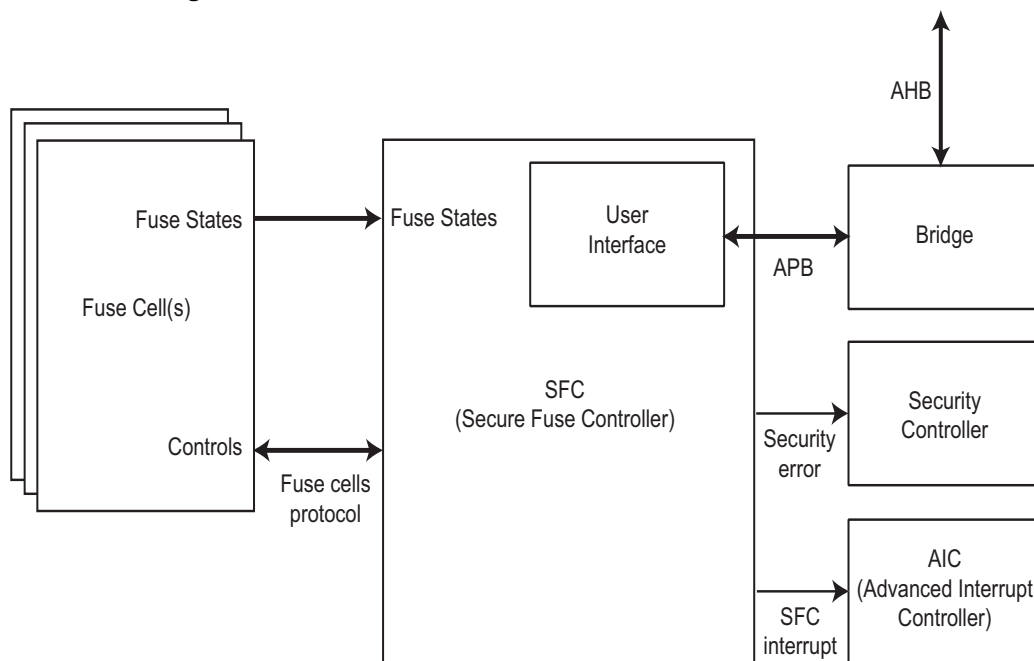 AHB
Fuse States
Fuse States
User
Interface
Bridge
APB
Fuse Cell(s)
SFC
(Secure Fuse Controller)
Security
Controller
Security
error
Controls
Fuse cells
protocol
AIC
(Advanced Interrupt
Controller)
SFC
interrupt